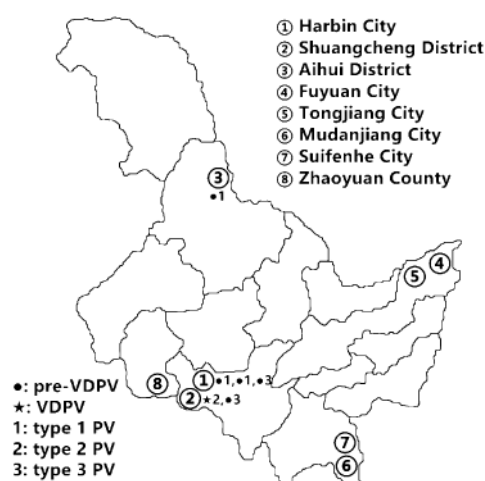 ① Harbin City
② Shuangcheng District
③ Aihui District
④ Fuyuan City
⑤ Tongjiang City
⑥ Mudanjiang City
⑦ Suifenhe City
⑧ Zhaoyuan County
③
●1
④
⑤
① ●1,●1,●3
⑧
② ★2,●3
⑦
⑥
●: pre-VDPV
★: VDPV
1: type 1 PV
2: type 2 PV
3: type 3 PV